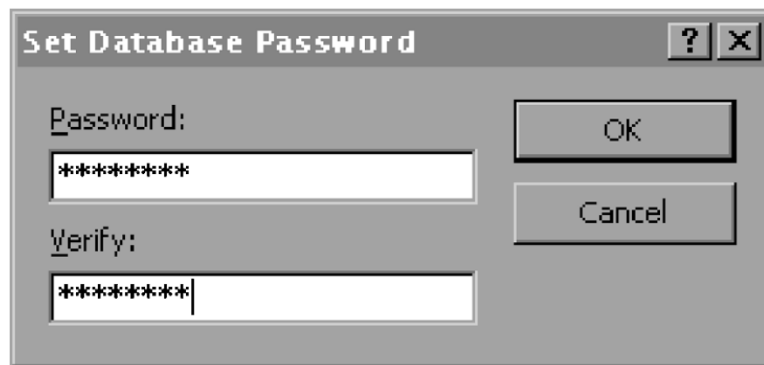 Set Database Password ? X
Password:
OK
********
Cancel
Verify:
********